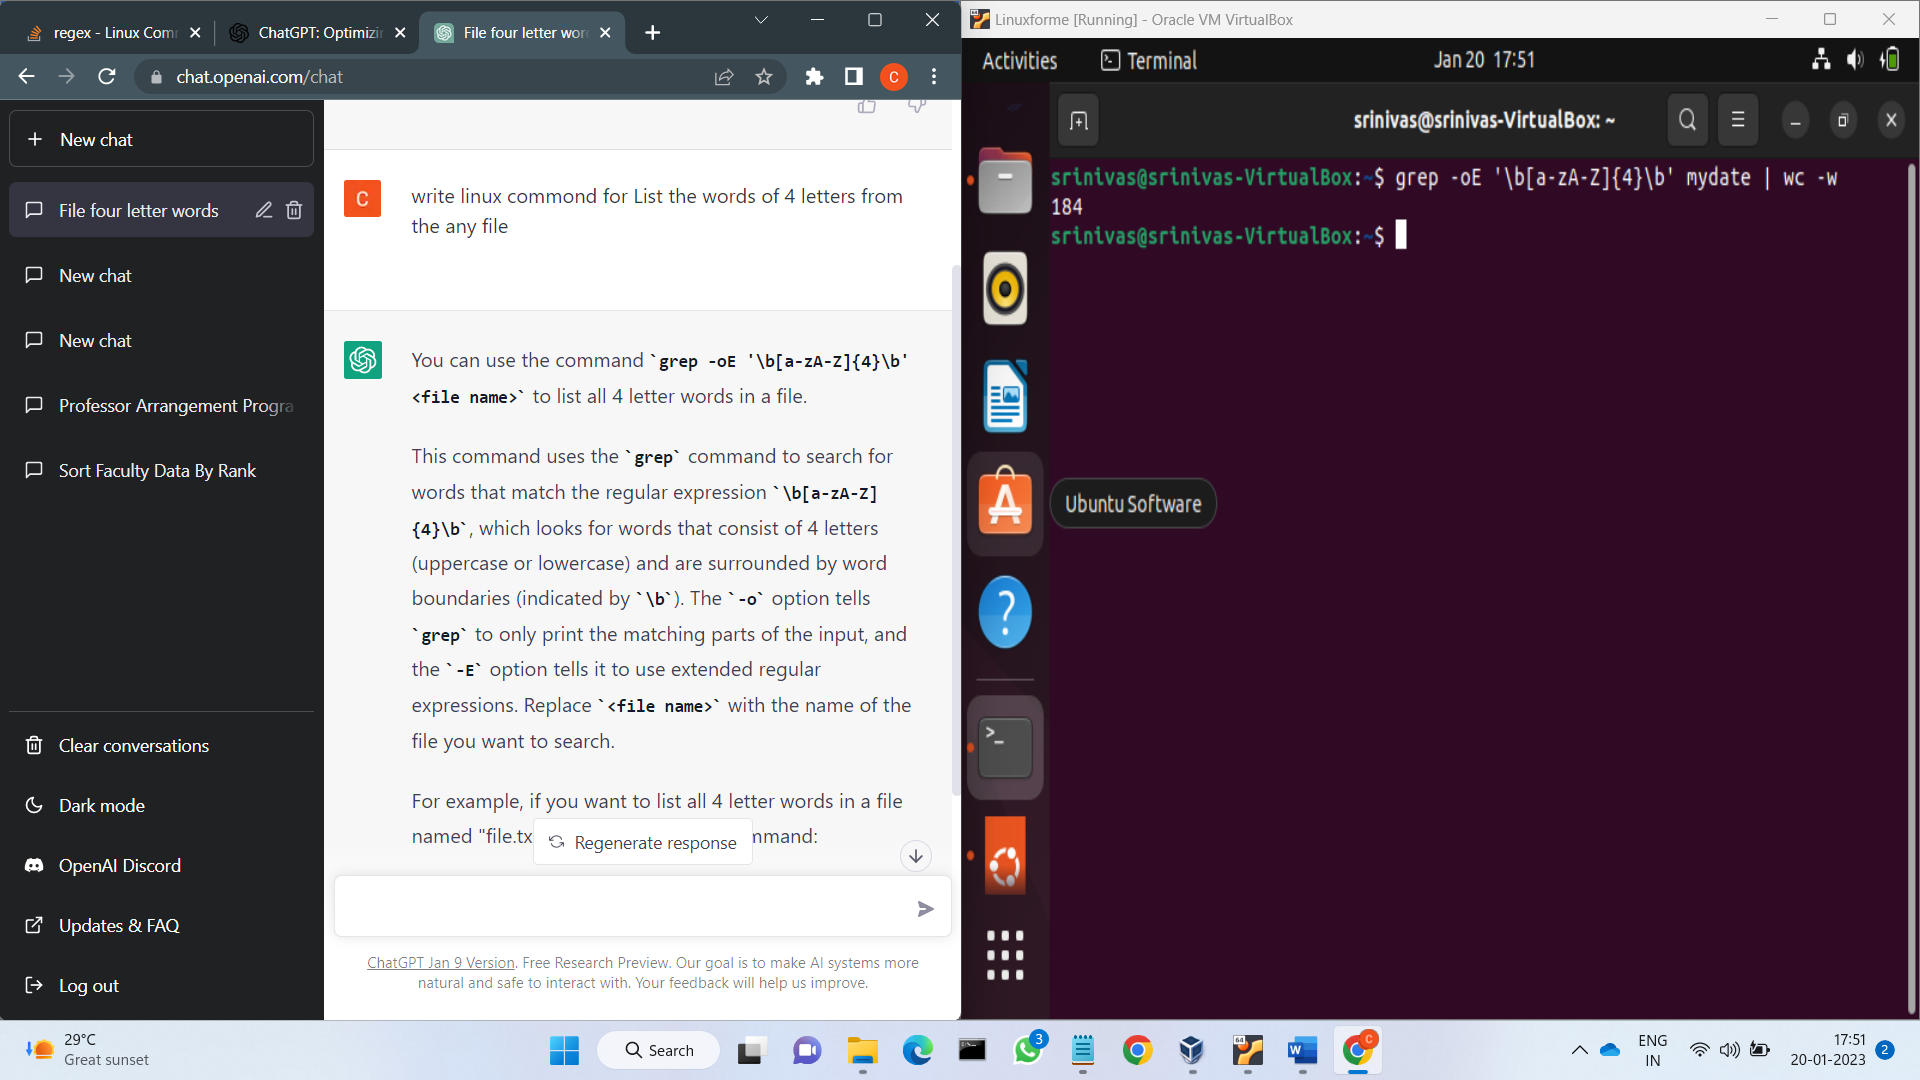 regex - Linux Com
ChatGPT: Optimizi
File four letter wor
chat.openai.com/chat
C
New chat
File four letter words
New chat
New chat
Professor Arrangement Progra
Sort Faculty Data By Rank
Clear conversations
Dark mode
OpenAI Discord
Updates & FAQ
Log out
C
write linux commond for List the words of 4 letters from
the any file
You can use the command `grep -oE '\b[a-zA-Z]{4}\b'
<file name>` to list all 4 letter words in a file.
This command uses the `grep` command to search for
words that match the regular expression `\b[a-zA-Z]
{4}\b`, which looks for words that consist of 4 letters
(uppercase or lowercase) and are surrounded by word
boundaries (indicated by `\b`). The `-o` option tells
`grep` to only print the matching parts of the input, and
the `-E` option tells it to use extended regular
expressions. Replace `<file name>` with the name of the
file you want to search.
For example, if you want to list all 4 letter words in a file
named "file.tx mmand:
Regenerate response
ChatGPT Jan 9 Version. Free Research Preview. Our goal is to make AI systems more
natural and safe to interact with. Your feedback will help us improve.
Linuxforme [Running] - Oracle VM VirtualBox
Activities
Terminal
Jan 20 17:51
srinivas@srinivas-VirtualBox: ~
srinivas@srinivas-VirtualBox:~$ grep -oE '\b[a-zA-Z]{4}\b' mydate | wc -w
184
srinivas@srinivas-VirtualBox:~$
Ubuntu Software
29°C
Great sunset
Search
3
64
64
W
C
ENG
IN
17:51
20-01-2023
2